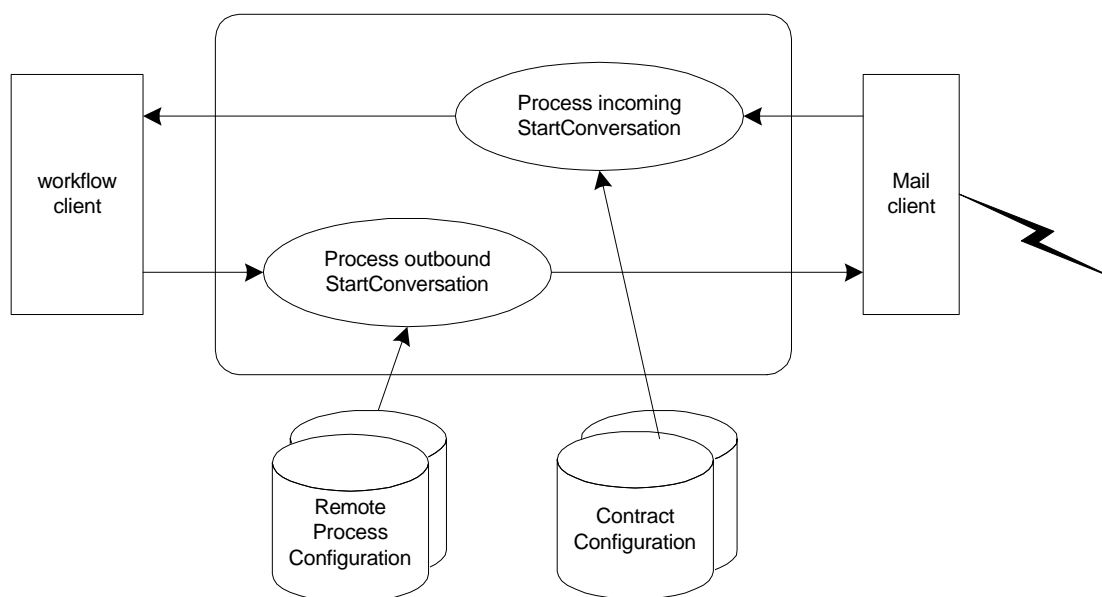 Process incoming
StartConversation
workflow
client
Mail
client
Process outbound
StartConversation
Remote
Process
Configuration
Contract
Configuration